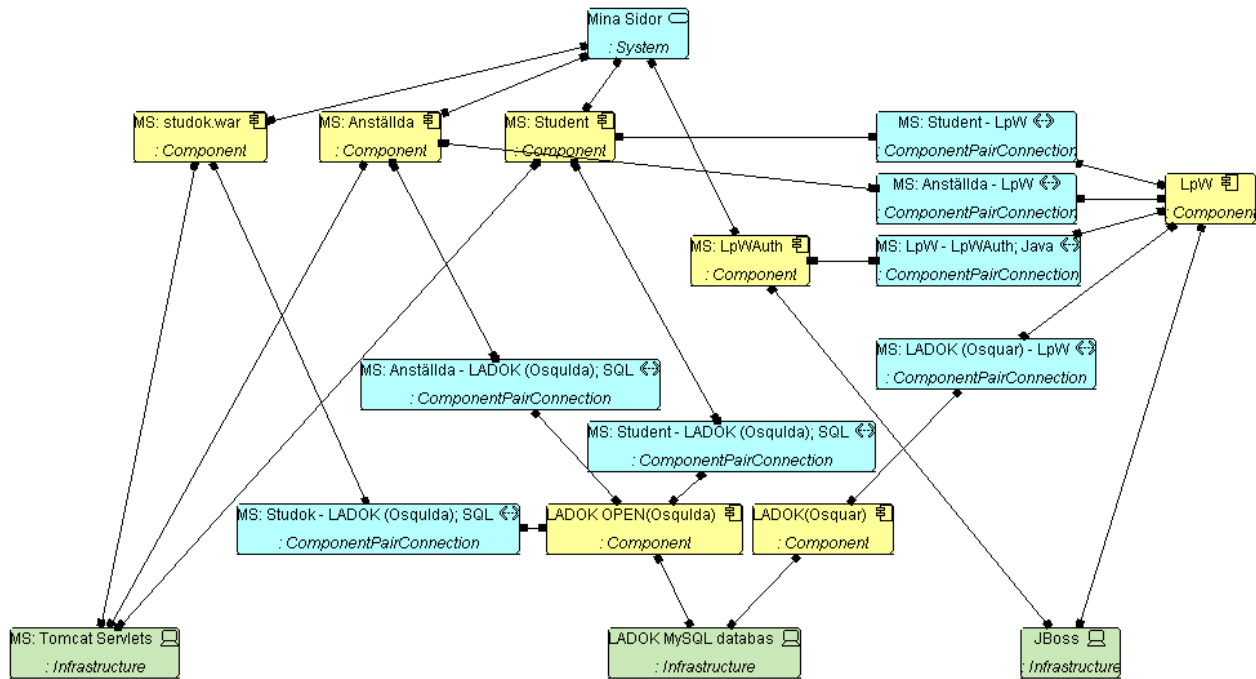 Mina Sidor
: System
MS: studok.war
: Component
MS: Anställda
: Component
MS: Student
: Component
MS: Student - LpW
: ComponentPairConnection
MS: Anställda - LpW
: ComponentPairConnection
LpW
: Component
MS: LpWAuth
: Component
MS: LpW - LpWAuth; Java
: ComponentPairConnection
MS: LADOK (Osquar) - LpW
: ComponentPairConnection
MS: Anställda - LADOK (Osqulda); SQL
: ComponentPairConnection
MS: Student - LADOK (Osqulda); SQL
: ComponentPairConnection
MS: Studok - LADOK (Osqulda); SQL
: ComponentPairConnection
LADOK OPEN(Osqulda)
: Component
LADOK(Osquar)
: Component
MS: Tomcat Servlets
: Infrastructure
LADOK MySQL databas
: Infrastructure
JBoss
: Infrastructure